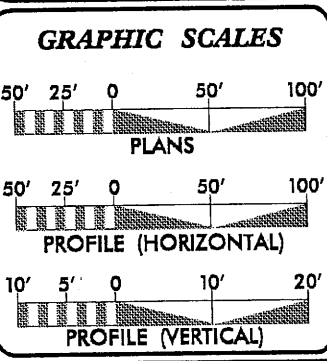 GRAPHIC SCALES
50' 25' 0 50' 100'
PLANS
50' 25' 0 50' 100'
PROFILE (HORIZONTAL)
10' 5' 0 10' 20'
PROFILE (VERTICAL)